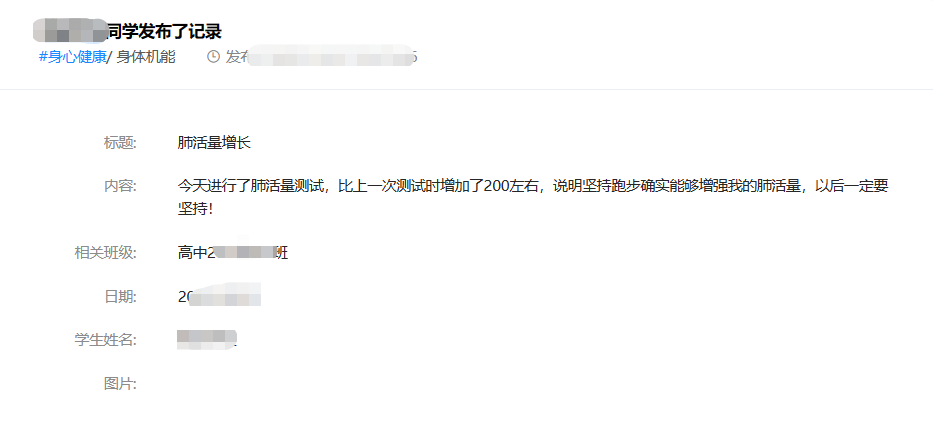 同学发布了记录
#身心健康/ 身体机能
发布
标题: 肺活量增长
内容: 今天进行了肺活量测试，比上一次测试时增加了200左右，说明坚持跑步确实能够增强我的肺活量，以后一定要
坚持！
相关班级: 高中2 班
日期: 20
学生姓名:
图片: